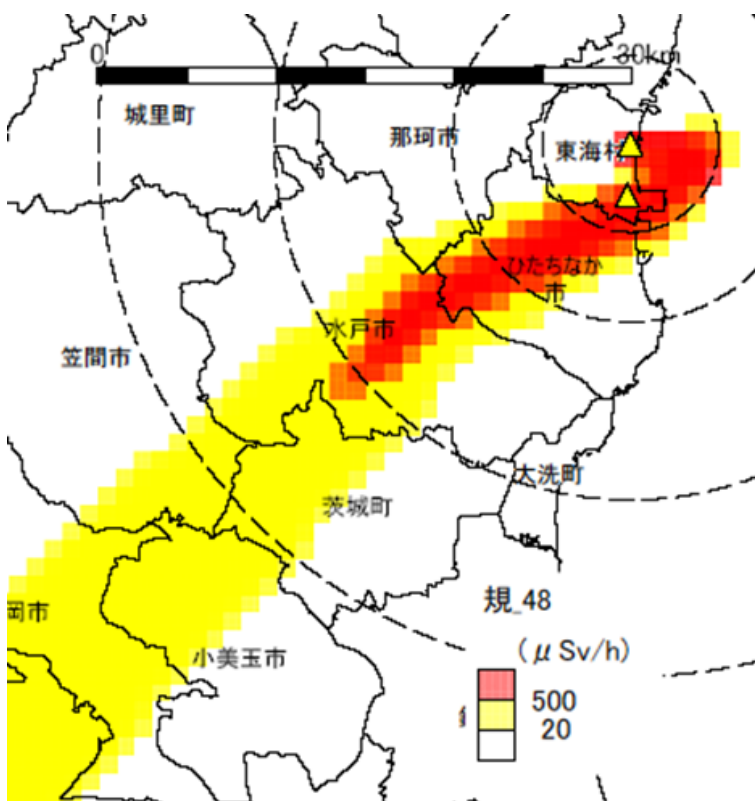 0 30km
城里町
那珂市
東海村
ひたちなか
市
水戸市
笠間市
大洗町
茨城町
規_48
岡市
(μSv/h)
小美玉市
500
20